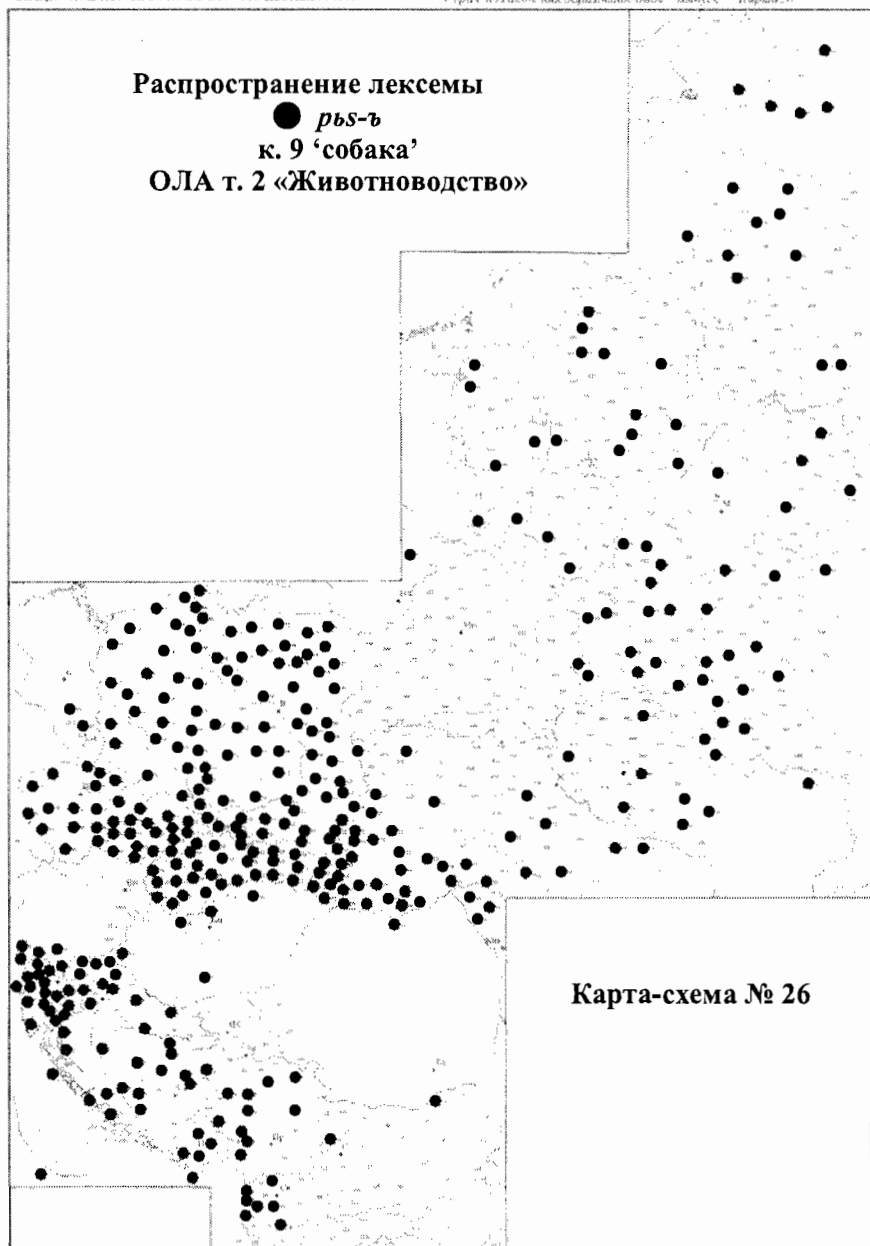 Распространение лексемы
● pьs-ъ
к. 9 ‘собака’
ОЛА т. 2 «Животноводство»
Карта-схема № 26